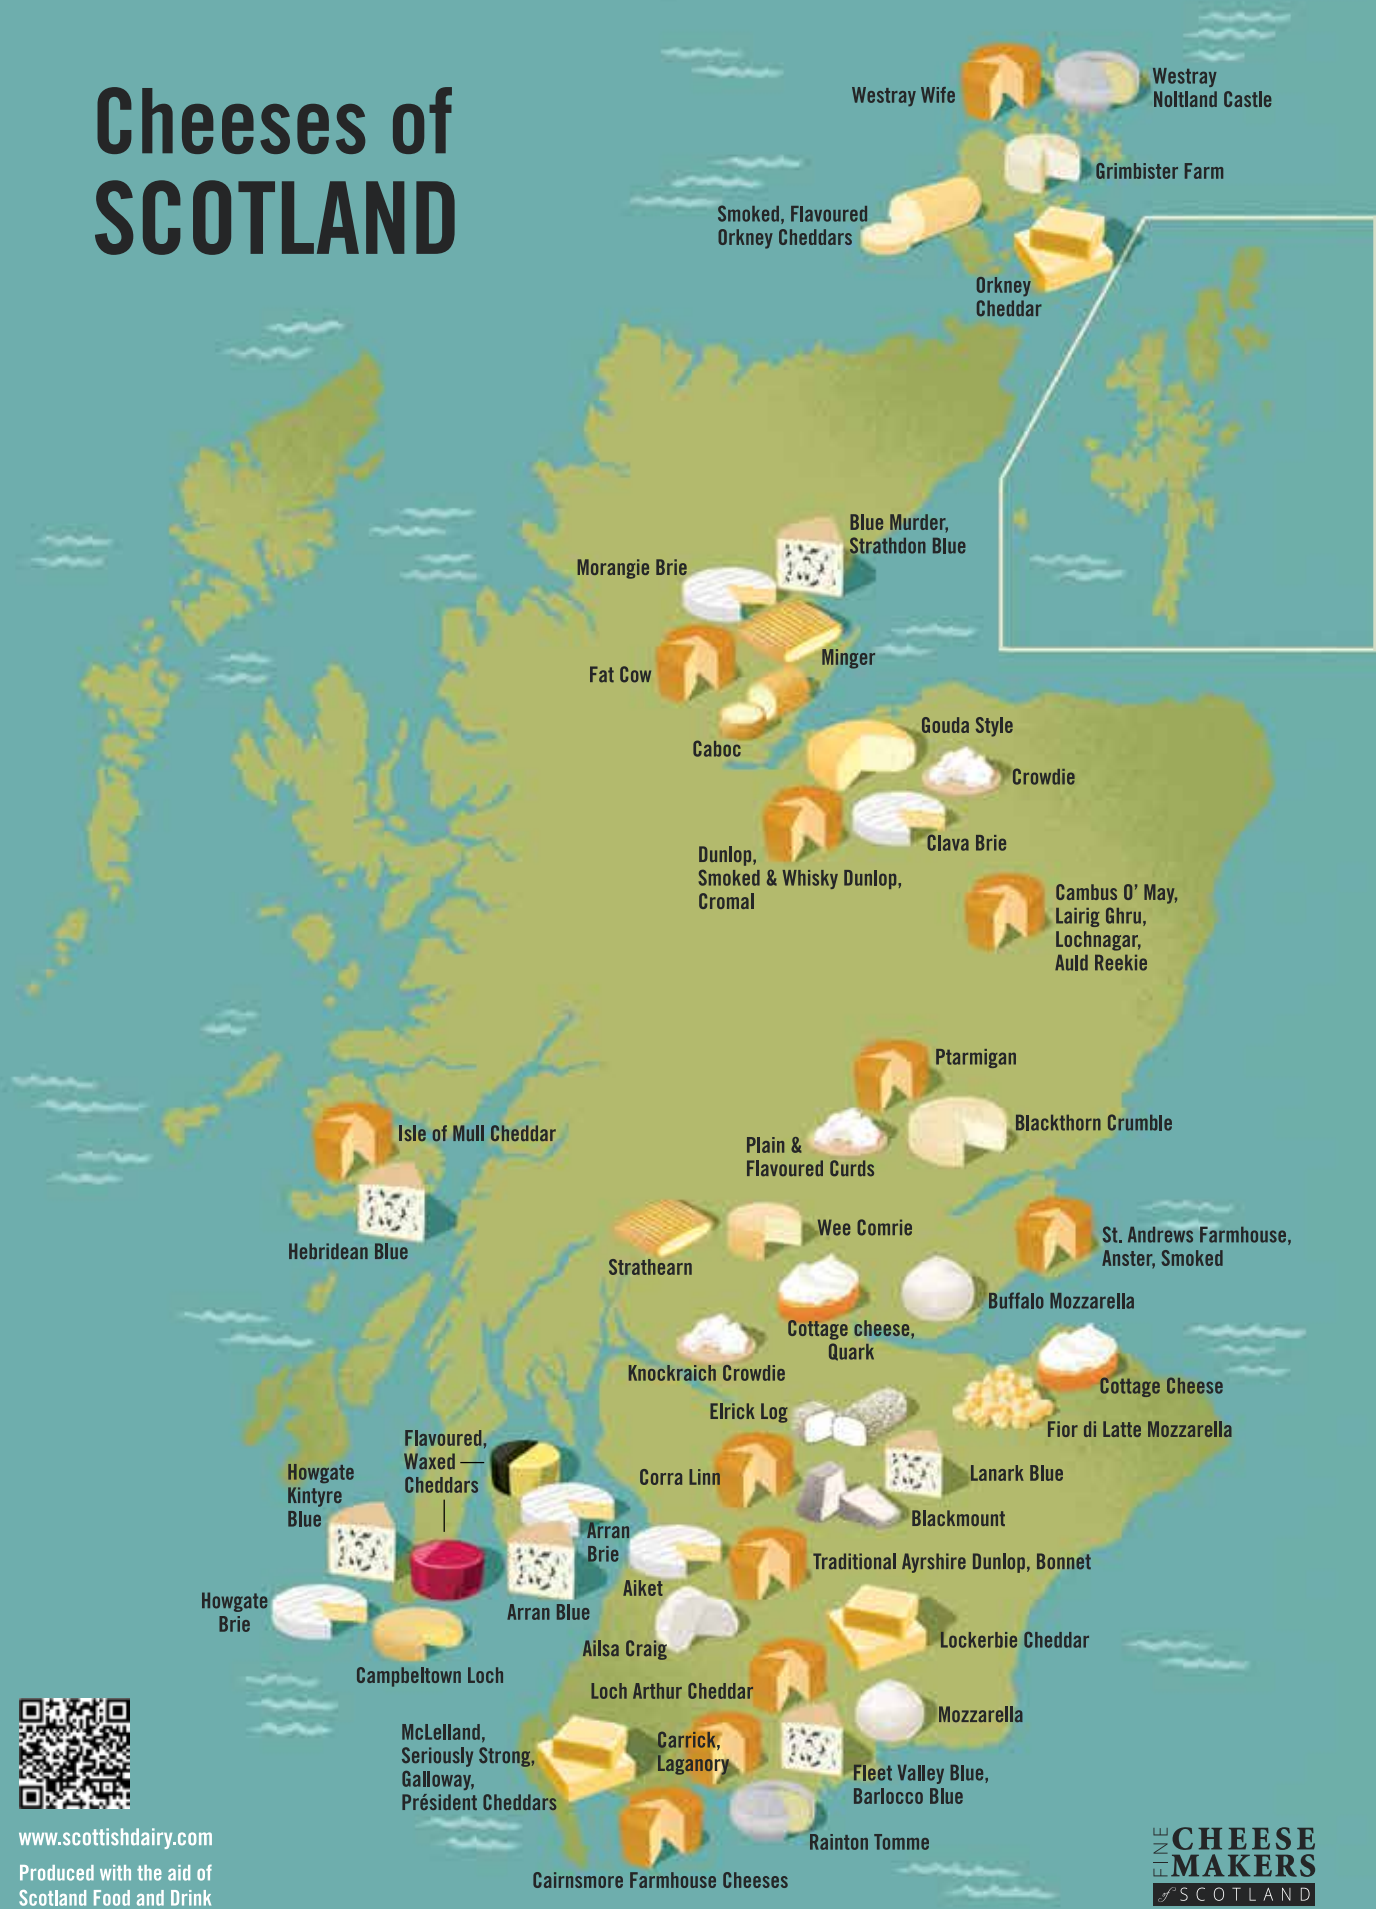 Cheeses of
SCOTLAND
Westray Wife
Westray
Noltland Castle
Grimbister Farm
Smoked, Flavoured
Orkney Cheddars
Orkney
Cheddar
Blue Murder,
Strathdon Blue
Morangie Brie
Minger
Fat Cow
Caboc
Gouda Style
Crowdie
Clava Brie
Dunlop,
Smoked & Whisky Dunlop,
Cromal
Cambus O' May,
Lairig Ghru,
Lochnagar,
Auld Reekie
Ptarmigan
Blackthorn Crumble
Plain &
Flavoured Curds
Isle of Mull Cheddar
Hebridean Blue
Strathearn
Wee Comrie
St. Andrews Farmhouse,
Anster, Smoked
Buffalo Mozzarella
Cottage cheese,
Quark
Knockraich Crowdie
Cottage Cheese
Fior di Latte Mozzarella
Elrick Log
Corra Linn
Lanark Blue
Blackmount
Flavoured,
Waxed
Cheddars
Howgate
Kintyre
Blue
Arran
Brie
Aiket
Traditional Ayrshire Dunlop, Bonnet
Arran Blue
Howgate
Brie
Campbeltown Loch
Ailsa Craig
Lockerbie Cheddar
Loch Arthur Cheddar
Mozzarella
McLelland,
Seriously Strong,
Galloway,
Président Cheddars
Carrick,
Laganory
Fleet Valley Blue,
Barlocco Blue
Rainton Tomme
Cairnsmore Farmhouse Cheeses
www.scottishdairy.com
Produced with the aid of
Scotland Food and Drink
FINE
CHEESE
MAKERS
of SCOTLAND